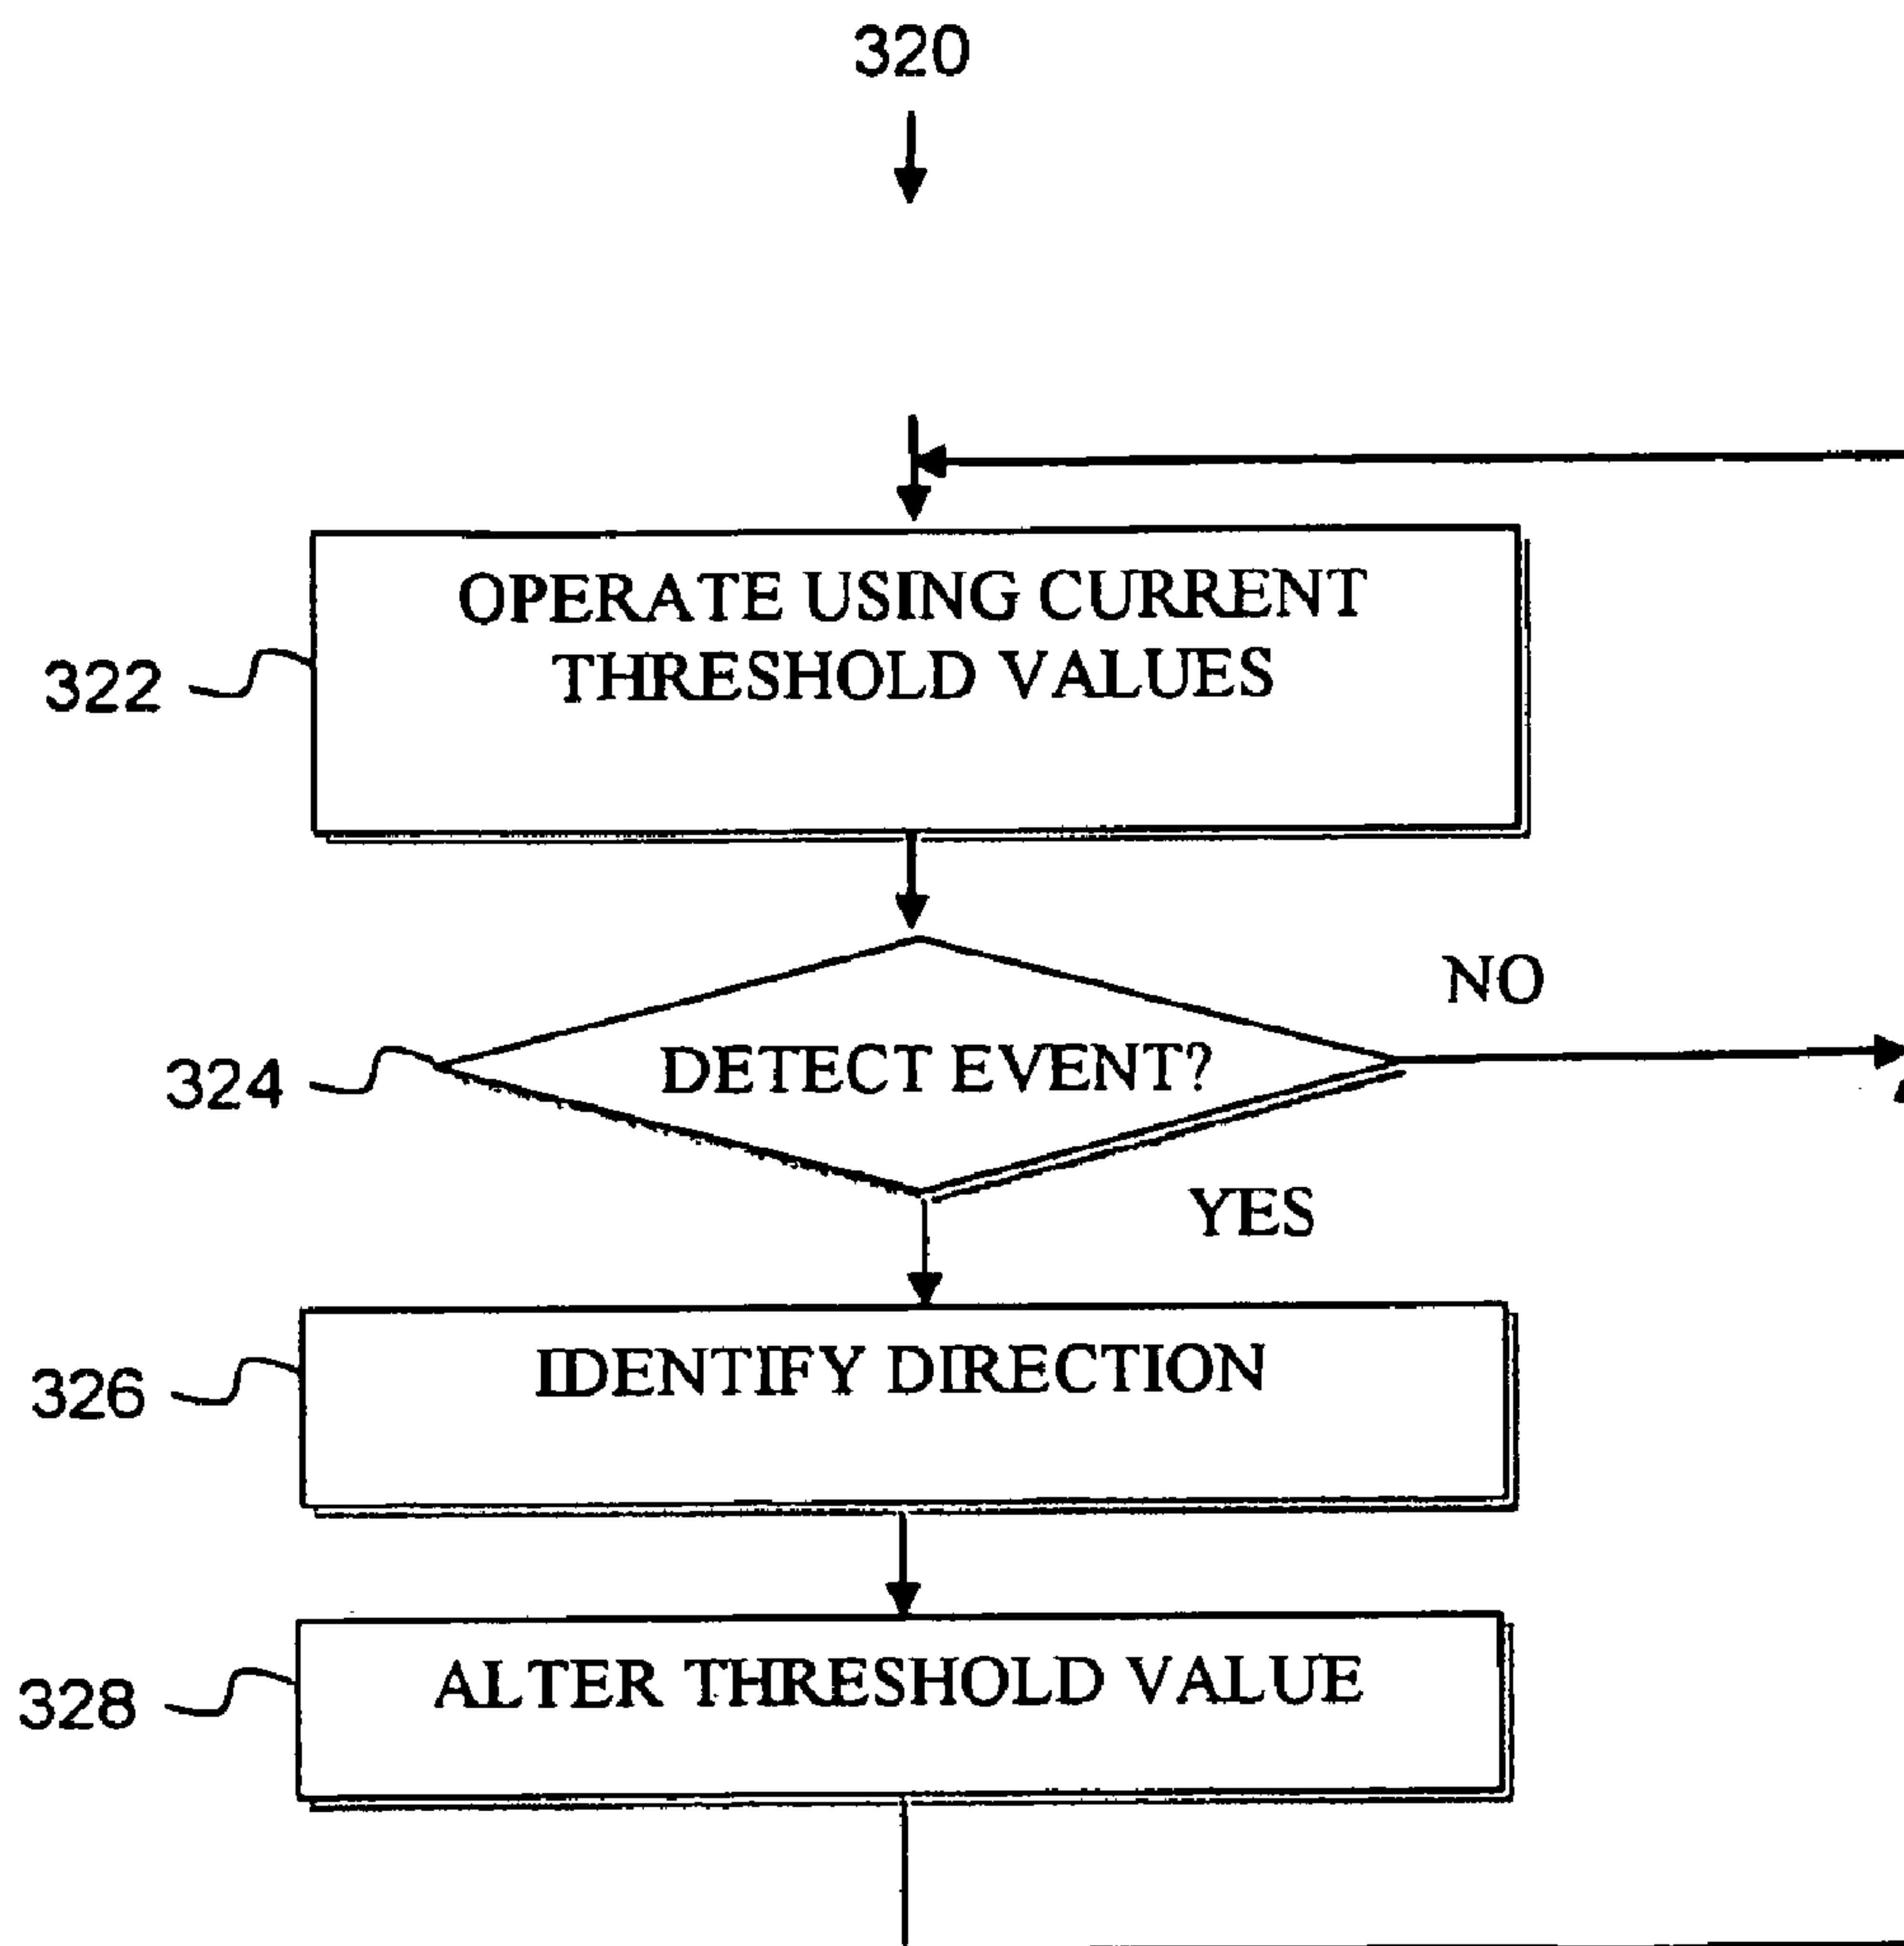 320
OPERATE USING CURRENT
THRESHOLD VALUES
322
NO
DETECT EVENT?
324
YES
IDENTIFY DIRECTION
326
ALTER THRESHOLD VALUE
328